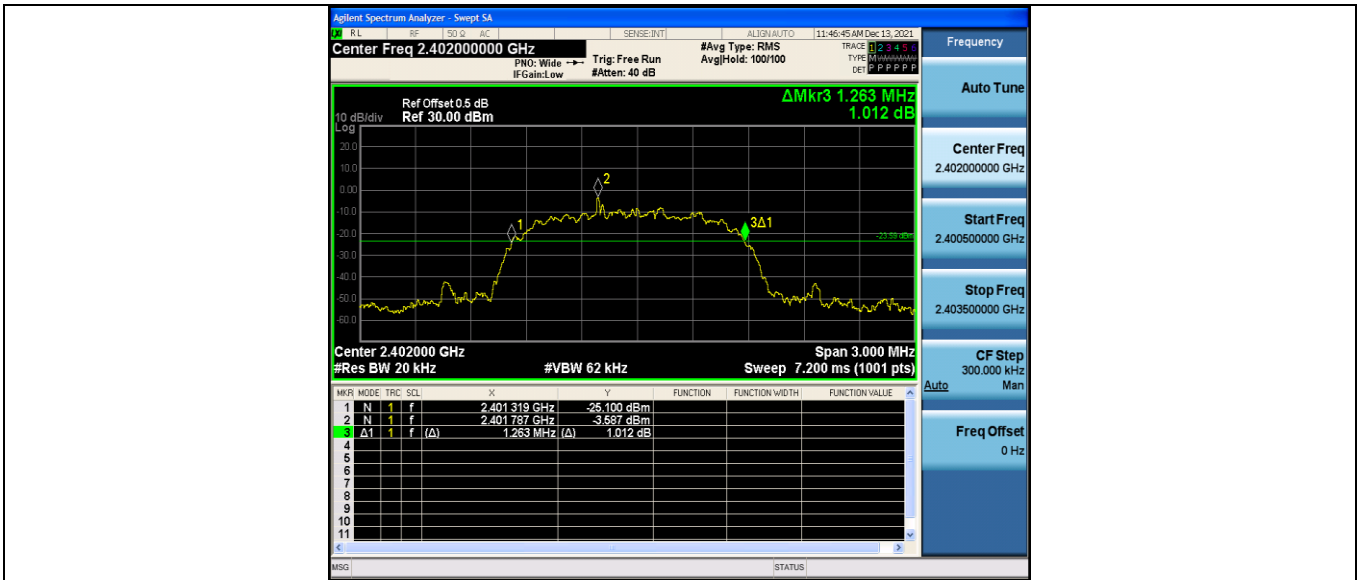 Agilent Spectrum Analyzer - Swept SA
LXI RL RF 50 Ω AC SENSE:INT ALIGNAUTO 11:46:45 AM Dec 13, 2021
Center Freq 2.402000000 GHz
PNO: Wide
IFGain:Low
Trig: Free Run
#Atten: 40 dB
#Avg Type: RMS
Avg|Hold: 100/100
TRACE 1 2 3 4 5 6
TYPE M
DET P P P P P P
Frequency
Auto Tune
Center Freq
2.402000000 GHz
Start Freq
2.400500000 GHz
Stop Freq
2.403500000 GHz
CF Step
300.000 kHz
Auto Man
Freq Offset
0 Hz
ΔMkr3 1.263 MHz
1.012 dB
Ref Offset 0.5 dB
10 dB/div Ref 30.00 dBm
Log
20.0
10.0
0.00
-10.0
-20.0
-30.0
-40.0
-50.0
-60.0
1
2
3Δ1
-23.59 dBm
Center 2.402000 GHz Span 3.000 MHz
#Res BW 20 kHz #VBW 62 kHz Sweep 7.200 ms (1001 pts)
MKR MODE TRC SCL X Y FUNCTION FUNCTION WIDTH FUNCTION VALUE
1 N 1 f 2.401 319 GHz -25.100 dBm
2 N 1 f 2.401 787 GHz -3.587 dBm
3 Δ1 1 f (Δ) 1.263 MHz (Δ) 1.012 dB
4
5
6
7
8
9
10
11
MSG STATUS